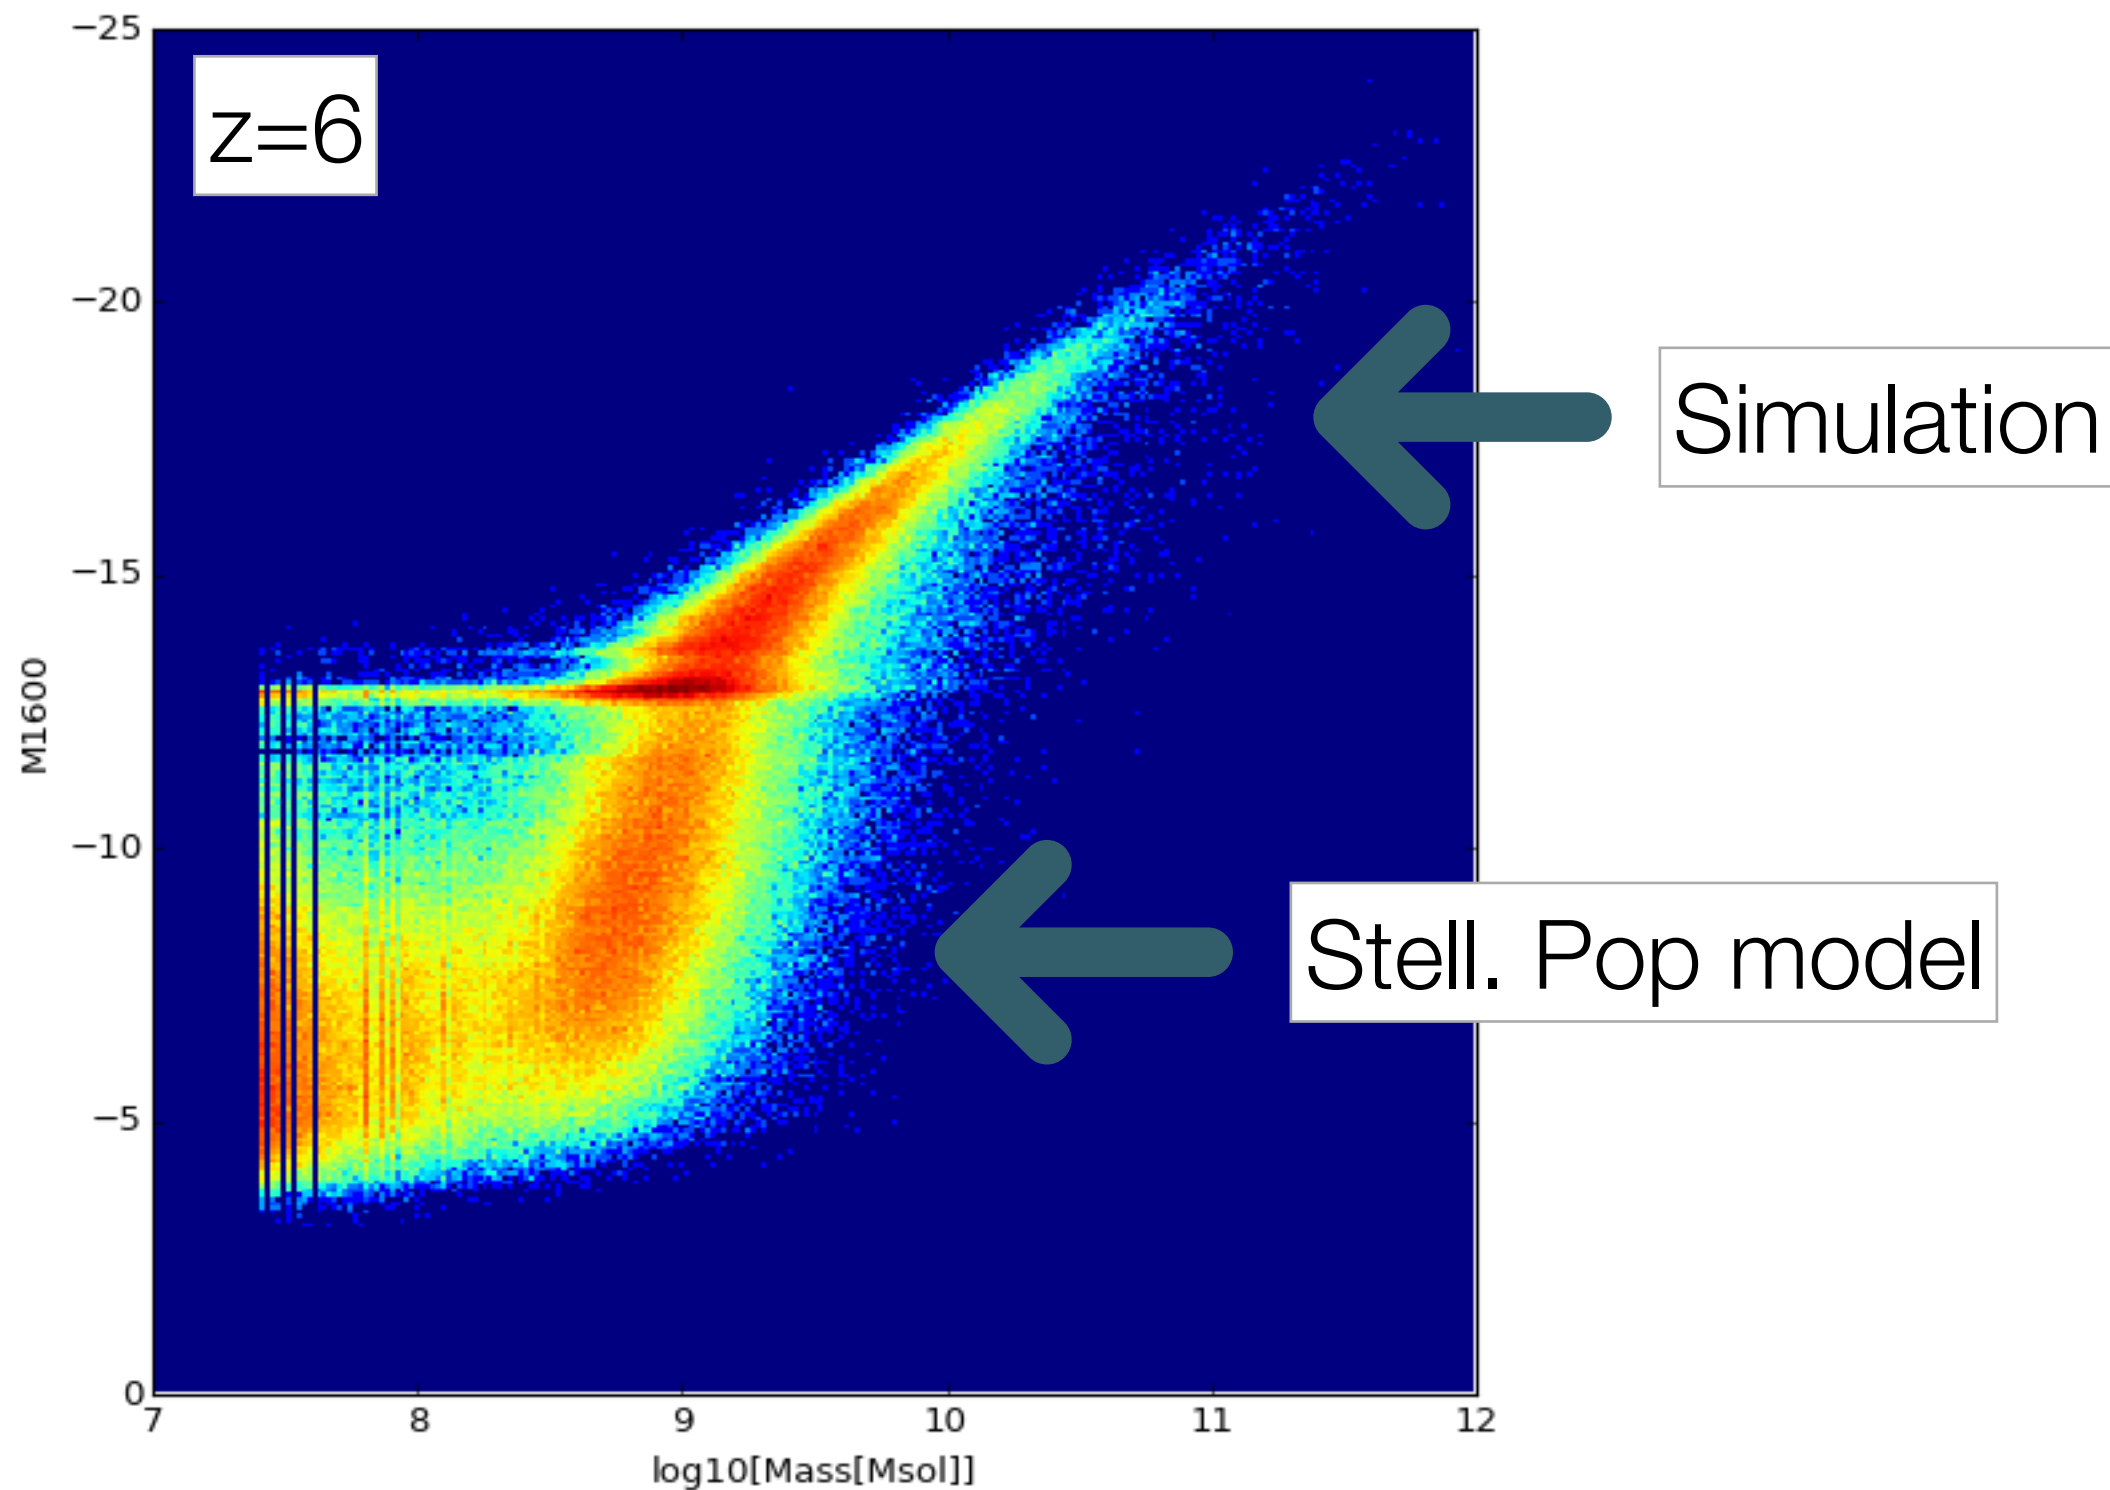 −25
z=6
−20
Simulation
−15
M1600
−10
Stell. Pop model
−5
0
7 8 9 10 11 12
log10[Mass[Msol]]